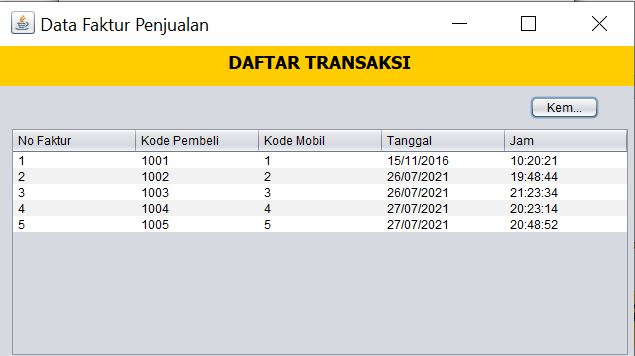 Data Faktur Penjualan
DAFTAR TRANSAKSI
Kem...
No Faktur Kode Pembeli Kode Mobil Tanggal Jam
1 1001 1 15/11/2016 10:20:21
2 1002 2 26/07/2021 19:48:44
3 1003 3 26/07/2021 21:23:34
4 1004 4 27/07/2021 20:23:14
5 1005 5 27/07/2021 20:48:52